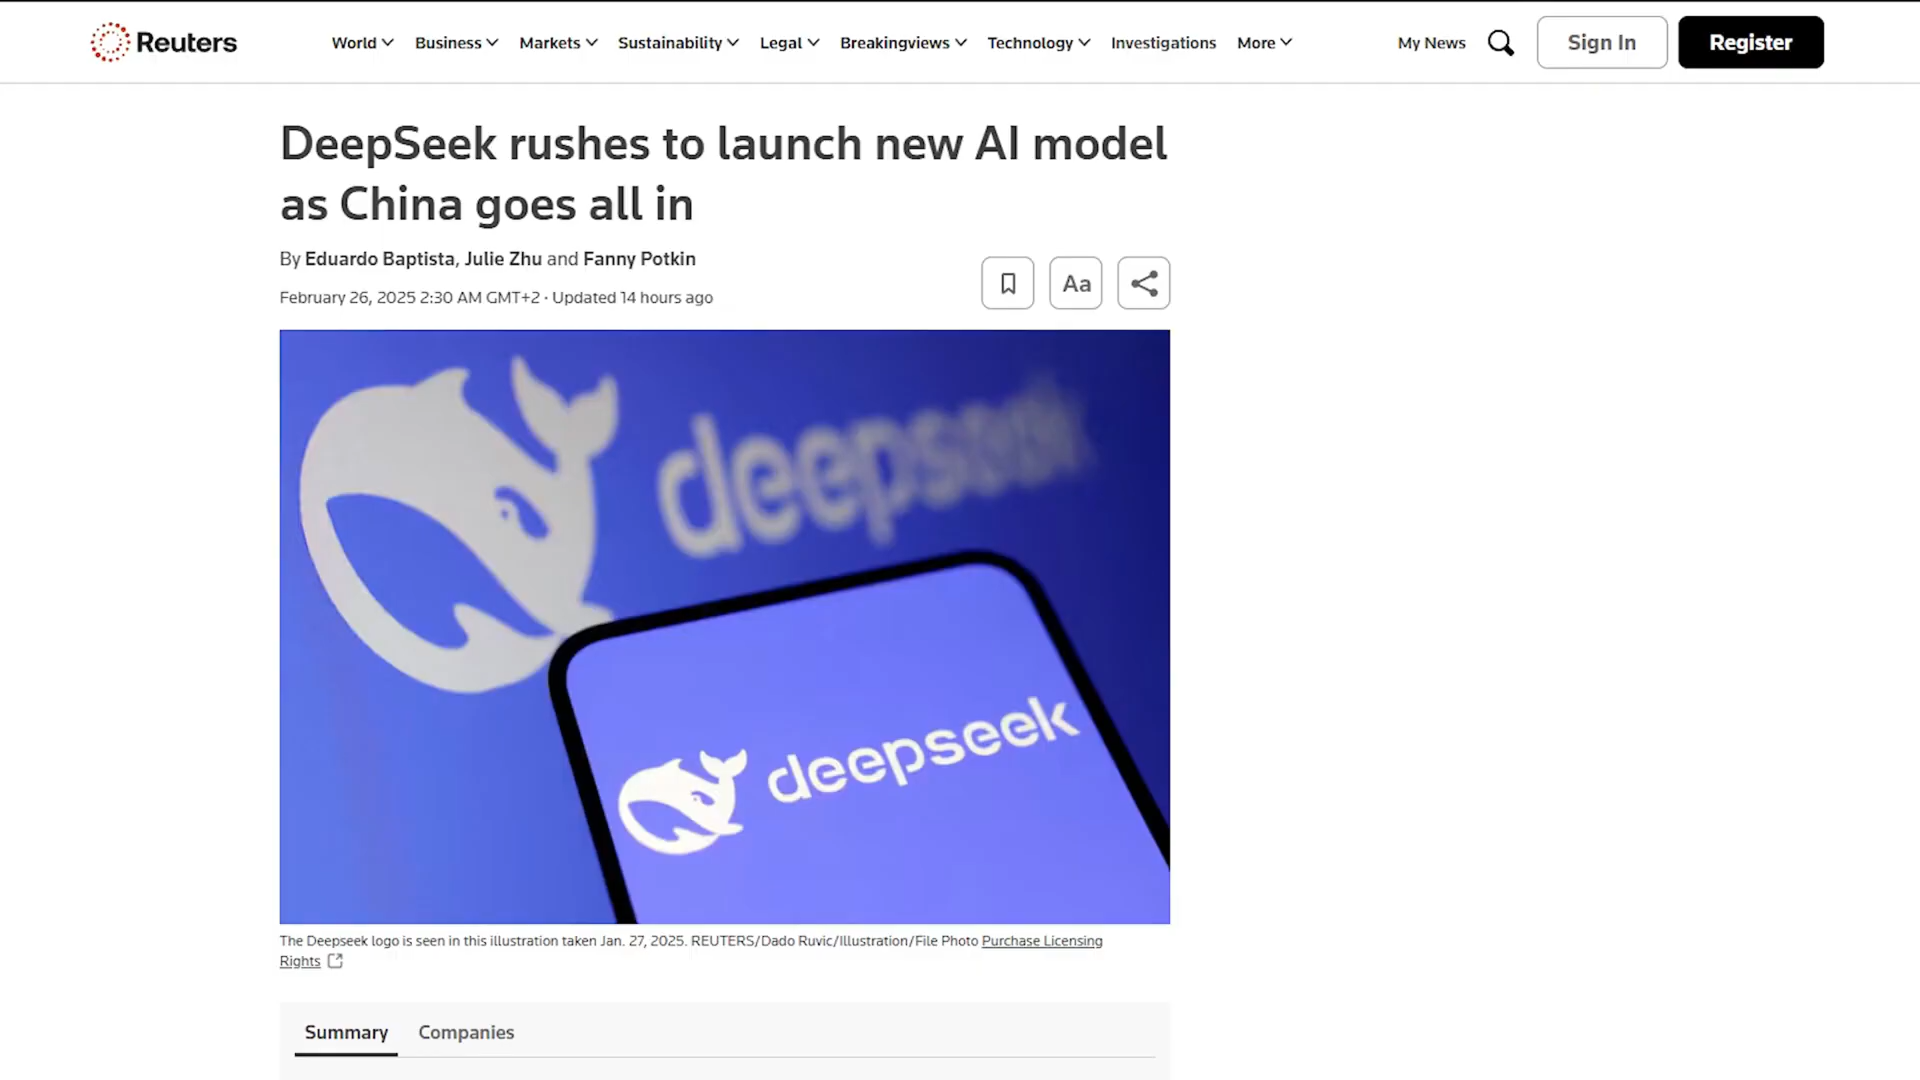 Reuters
World
Business
Markets
Sustainability
Legal
Breakingviews
Technology
Investigations
More
My News
Sign In
Register
DeepSeek rushes to launch new AI model
as China goes all in
By Eduardo Baptista, Julie Zhu and Fanny Potkin
February 26, 2025 2:30 AM GMT+2 · Updated 14 hours ago
Aa
deepseek
deepseek
The Deepseek logo is seen in this illustration taken Jan. 27, 2025. REUTERS/Dado Ruvic/Illustration/File Photo Purchase Licensing
Rights
Summary
Companies